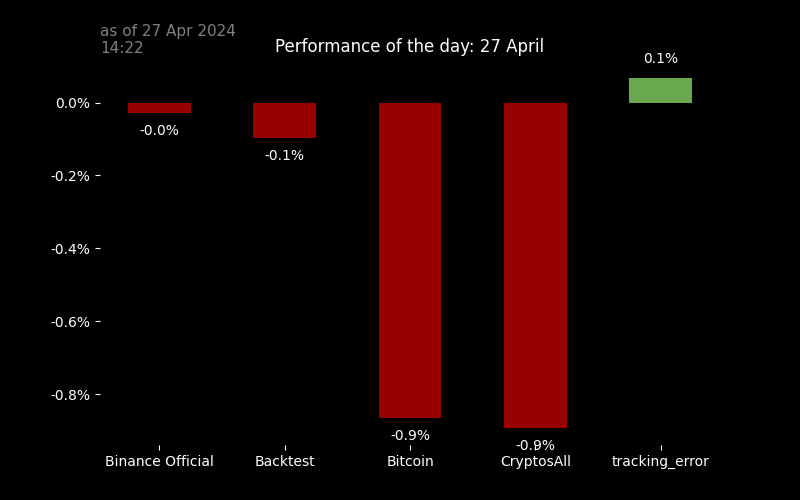 as of 27 Apr 2024
14:22
Performance of the day: 27 April
0.1%
0.0%
-0.0%
-0.1%
-0.2%
-0.4%
-0.6%
-0.8%
-0.9%
-0.9%
Binance Official
Backtest
Bitcoin
CryptosAll
tracking_error